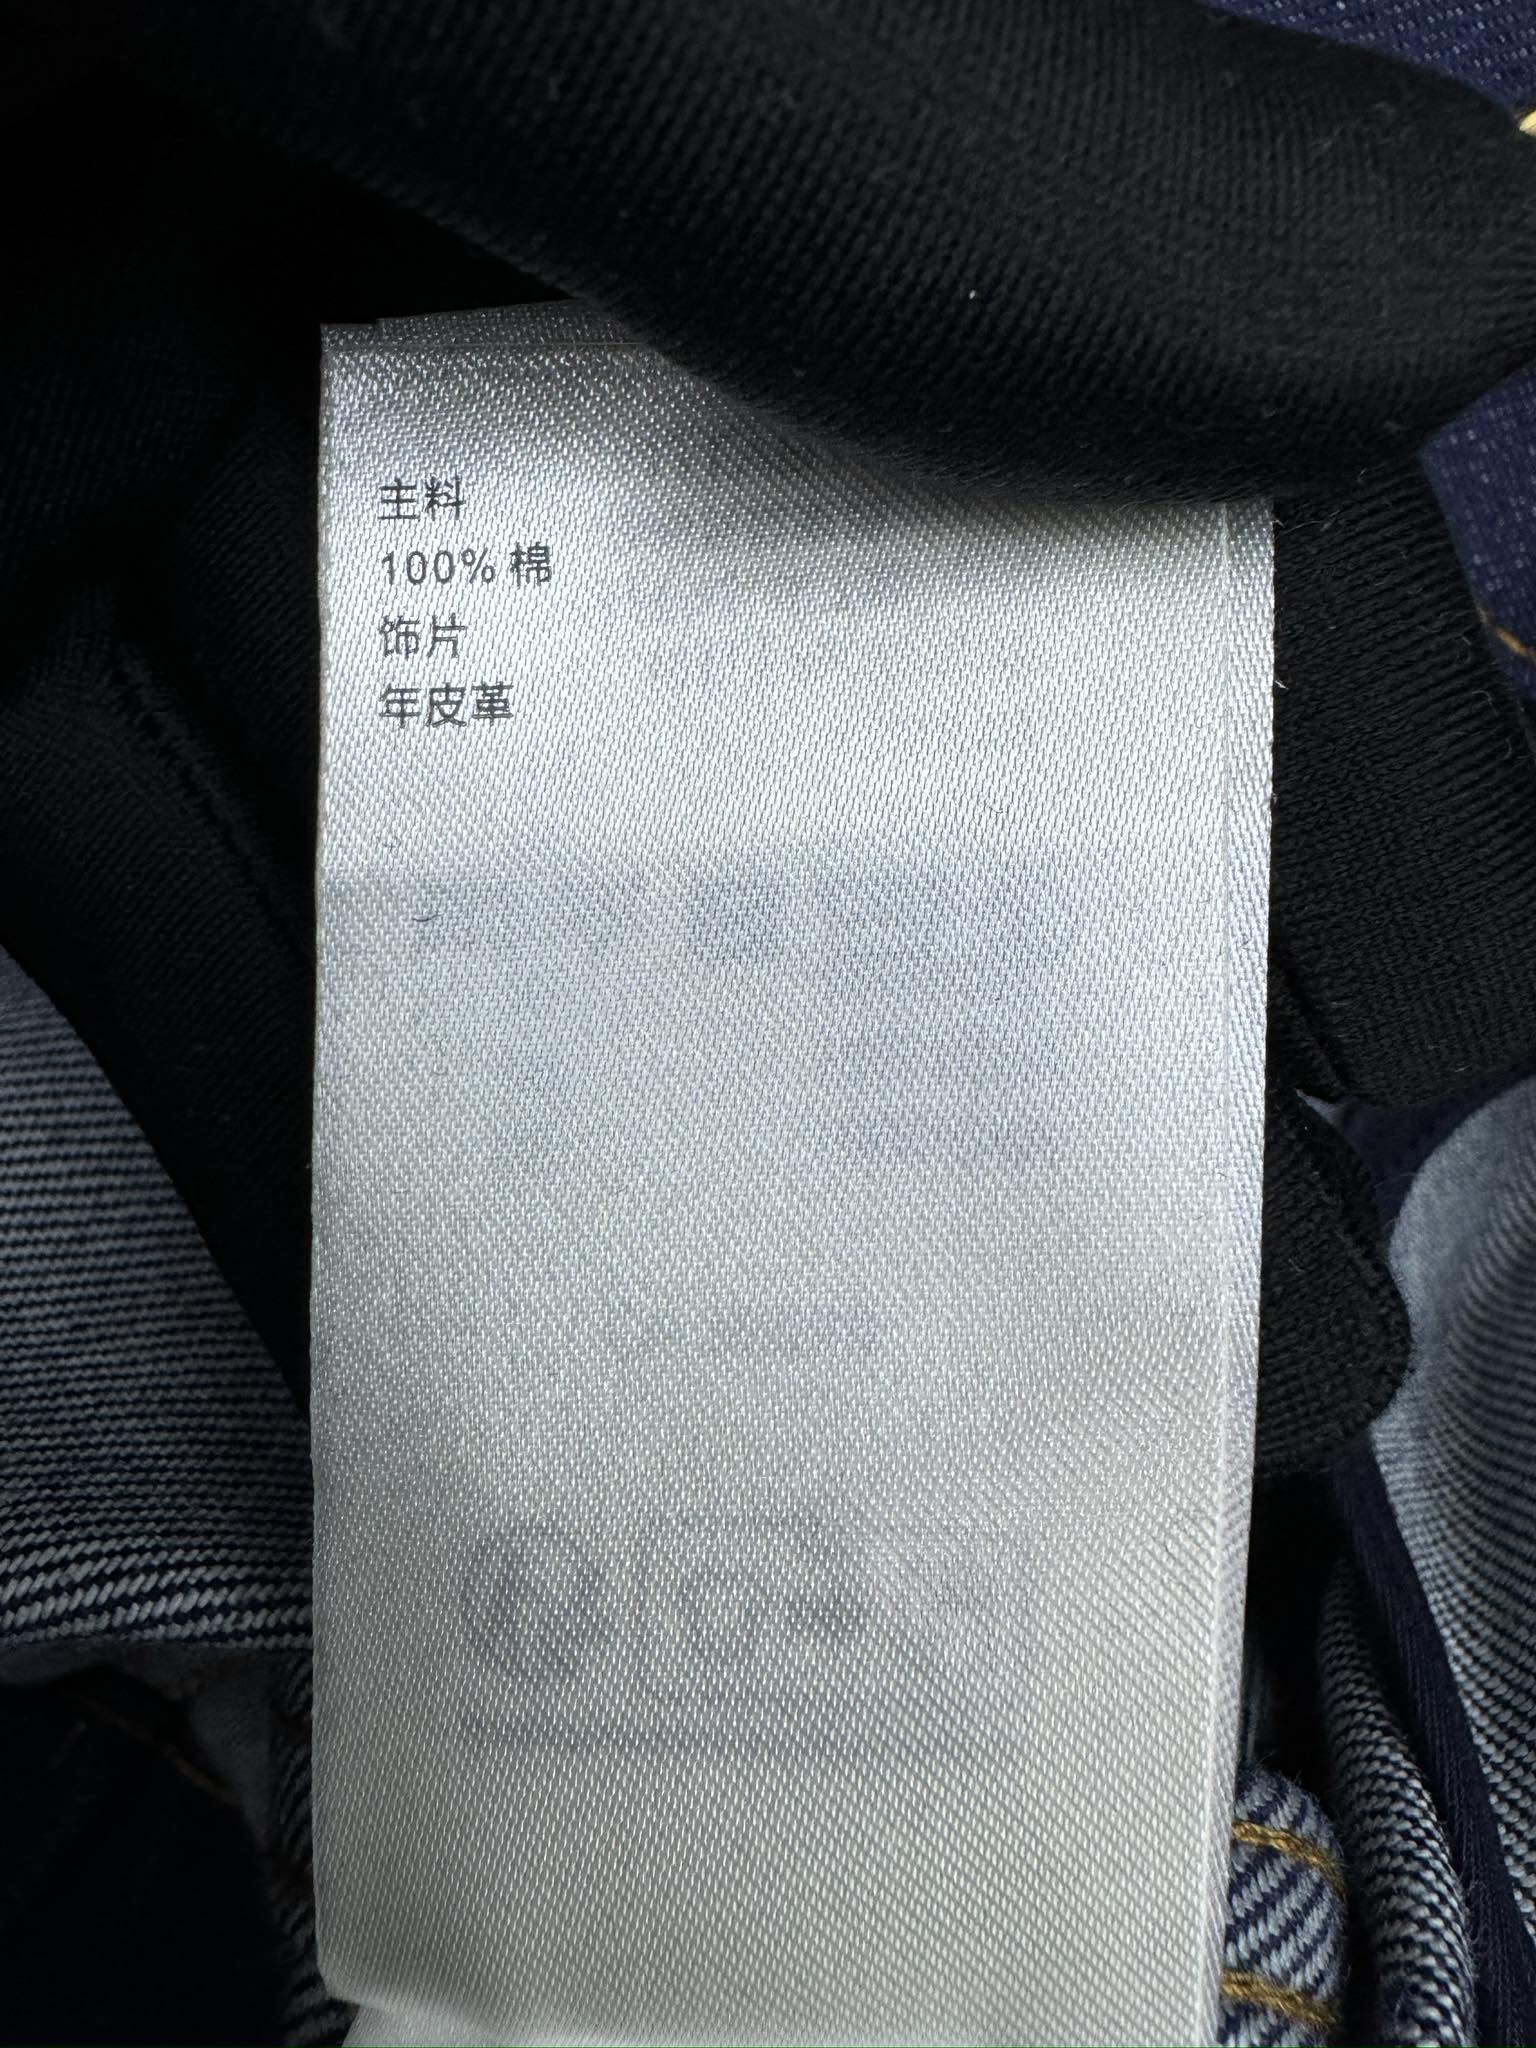 主料
100% 棉
饰片
年皮革